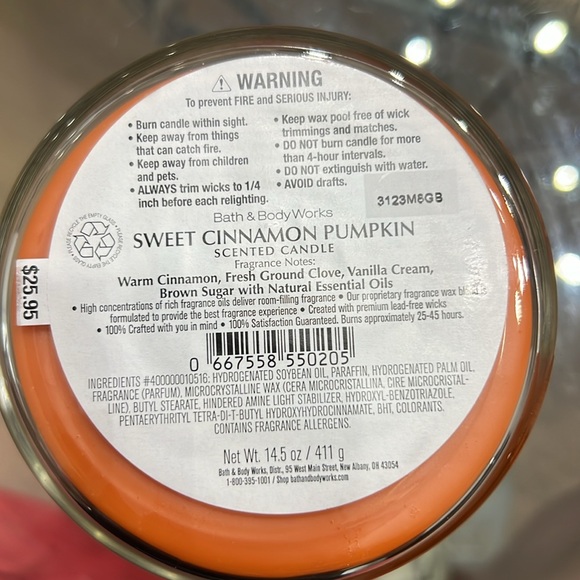 ⚠ WARNING
To prevent FIRE and SERIOUS INJURY:
• Burn candle within sight.
• Keep away from things
that can catch fire.
• Keep away from children
and pets.
• ALWAYS trim wicks to 1/4
inch before each relighting.
• Keep wax pool free of wick
trimmings and matches.
• DO NOT burn candle for more
than 4-hour intervals.
• DO NOT extinguish with water.
• AVOID drafts.
3123M6GB
Bath & Body Works
SWEET CINNAMON PUMPKIN
SCENTED CANDLE
Fragrance Notes:
Warm Cinnamon, Fresh Ground Clove, Vanilla Cream,
Brown Sugar with Natural Essential Oils
• High concentrations of rich fragrance oils deliver room-filling fragrance • Our proprietary fragrance wax
formulated to provide the best fragrance experience • Created with premium lead-free wicks
• 100% Crafted with you in mind • 100% Satisfaction Guaranteed. Burns approximately 25-45 hours.
0 667558 550205
INGREDIENTS #400000010516: HYDROGENATED SOYBEAN OIL, PARAFFIN, HYDROGENATED PALM OIL,
FRAGRANCE (PARFUM), MICROCRYSTALLINE WAX (CERA MICROCRISTALLINA, CIRE MICROCRISTAL-
LINE), BUTYL STEARATE, HINDERED AMINE LIGHT STABILIZER, HYDROXYL-BENZOTRIAZOLE,
PENTAERYTHRITYL TETRA-DI-T-BUTYL HYDROXYHYDROCINNAMATE, BHT, COLORANTS.
CONTAINS FRAGRANCE ALLERGENS.
Net Wt. 14.5 oz / 411 g
Bath & Body Works, Distr., 95 West Main Street, New Albany, OH 43054
1-800-395-1001 / Shop bathandbodyworks.com
PLEASE RECYCLE THE EMPTY GLASS •
$26.95